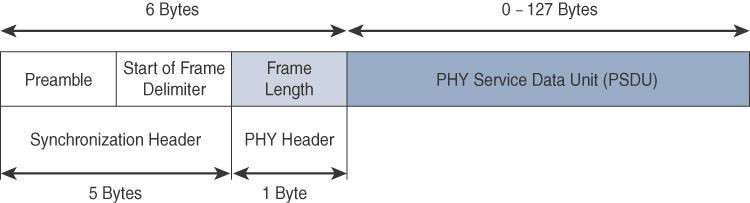 6 Bytes
0 – 127 Bytes
Preamble
Start of Frame
Delimiter
Frame
Length
PHY Service Data Unit (PSDU)
Synchronization Header
PHY Header
5 Bytes
1 Byte